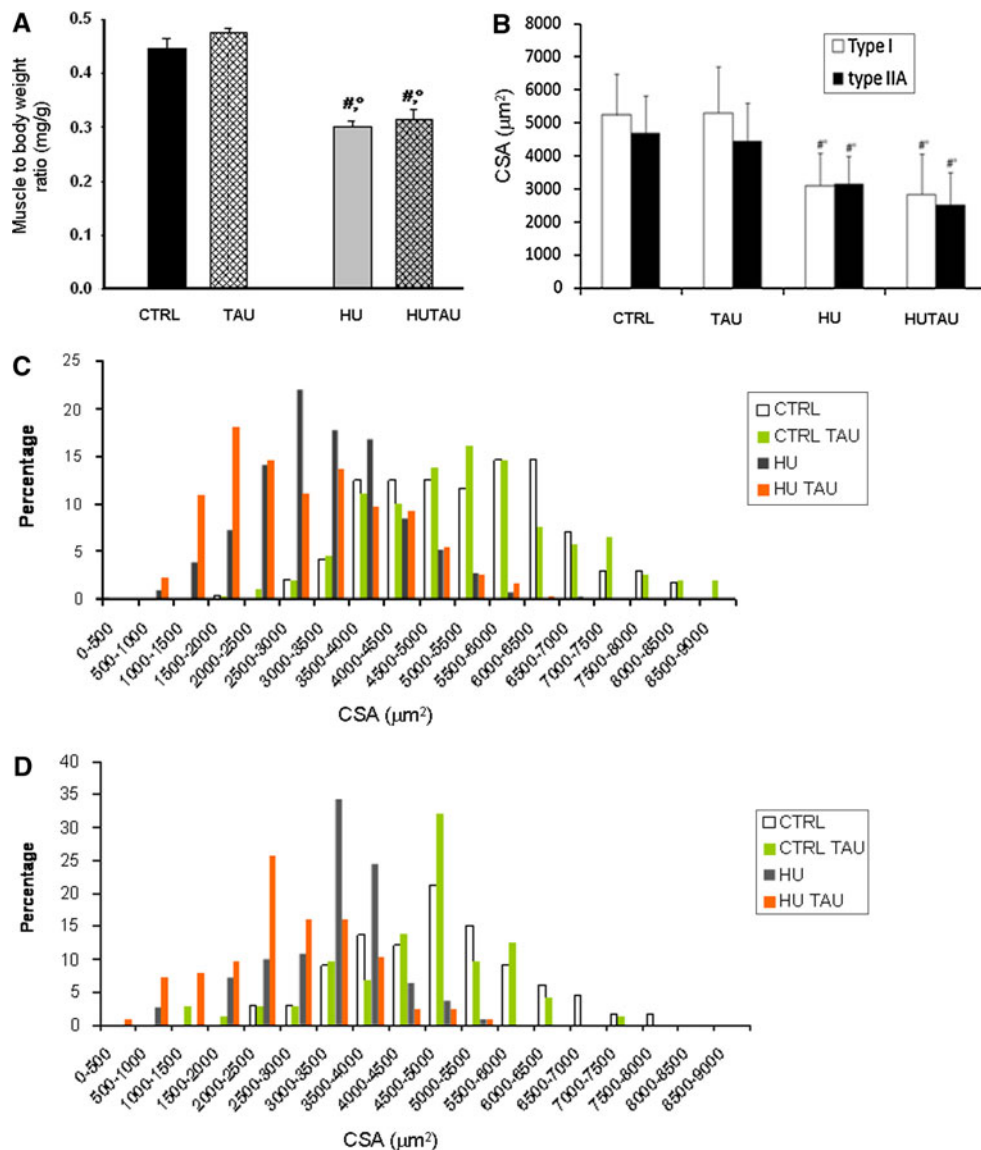 A
Muscle to body weight
ratio (mg/g)
0.5
0.4
0.3
0.2
0.1
0.0
#,°
#,°
CTRL
TAU
HU
HUTAU
B
CSA (μm²)
8000
7000
6000
5000
4000
3000
2000
1000
0
Type I
type IIA
#°
#°
#°
#°
CTRL
TAU
HU
HUTAU
C
Percentage
25
20
15
10
5
0
CTRL
CTRL TAU
HU
HU TAU
0-500
500-1000
1000-1500
1500-2000
2000-2500
2500-3000
3000-3500
3500-4000
4000-4500
4500-5000
5000-5500
5500-6000
6000-6500
6500-7000
7000-7500
7500-8000
8000-8500
8500-9000
CSA (μm²)
D
Percentage
40
35
30
25
20
15
10
5
0
CTRL
CTRL TAU
HU
HU TAU
0-500
500-1000
1000-1500
1500-2000
2000-2500
2500-3000
3000-3500
3500-4000
4000-4500
4500-5000
5000-5500
5500-6000
6000-6500
6500-7000
7000-7500
7500-8000
8000-8500
8500-9000
CSA (μm²)